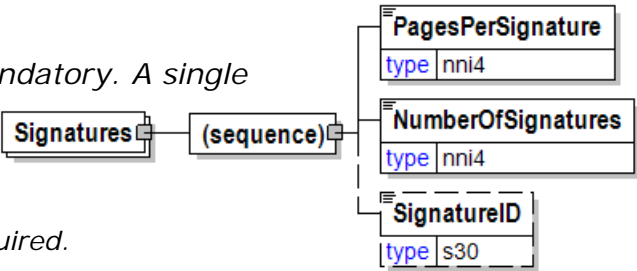 PagesPerSignature
type nni4
ndatory. A single
Signatures (sequence) NumberOfSignatures
type nni4
SignatureID
uired.
type s30